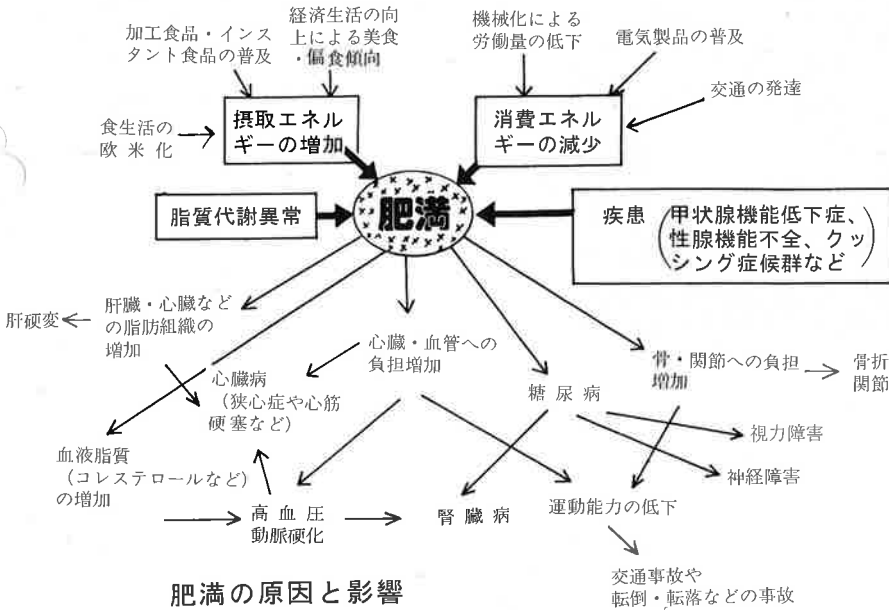 加工食品・インス
タント食品の普及
経済生活の向
上による美食
・偏食傾向
機械化による
労働量の低下
電気製品の普及
交通の発達
食生活の
欧米化
摂取エネル
ギーの増加
消費エネル
ギーの減少
脂質代謝異常
肥満
疾患
(甲状腺機能低下症、
性腺機能不全、クッ
シング症候群など)
肝硬変
肝臓・心臓など
の脂肪組織の
増加
心臓・血管への
負担増加
骨・関節への負担
増加
骨折
関節
心臓病
(狭心症や心筋
硬塞など)
糖尿病
血液脂質
(コレステロールなど)
の増加
視力障害
神経障害
高血圧
動脈硬化
腎臓病
運動能力の低下
交通事故や
転倒・転落などの事故
肥満の原因と影響